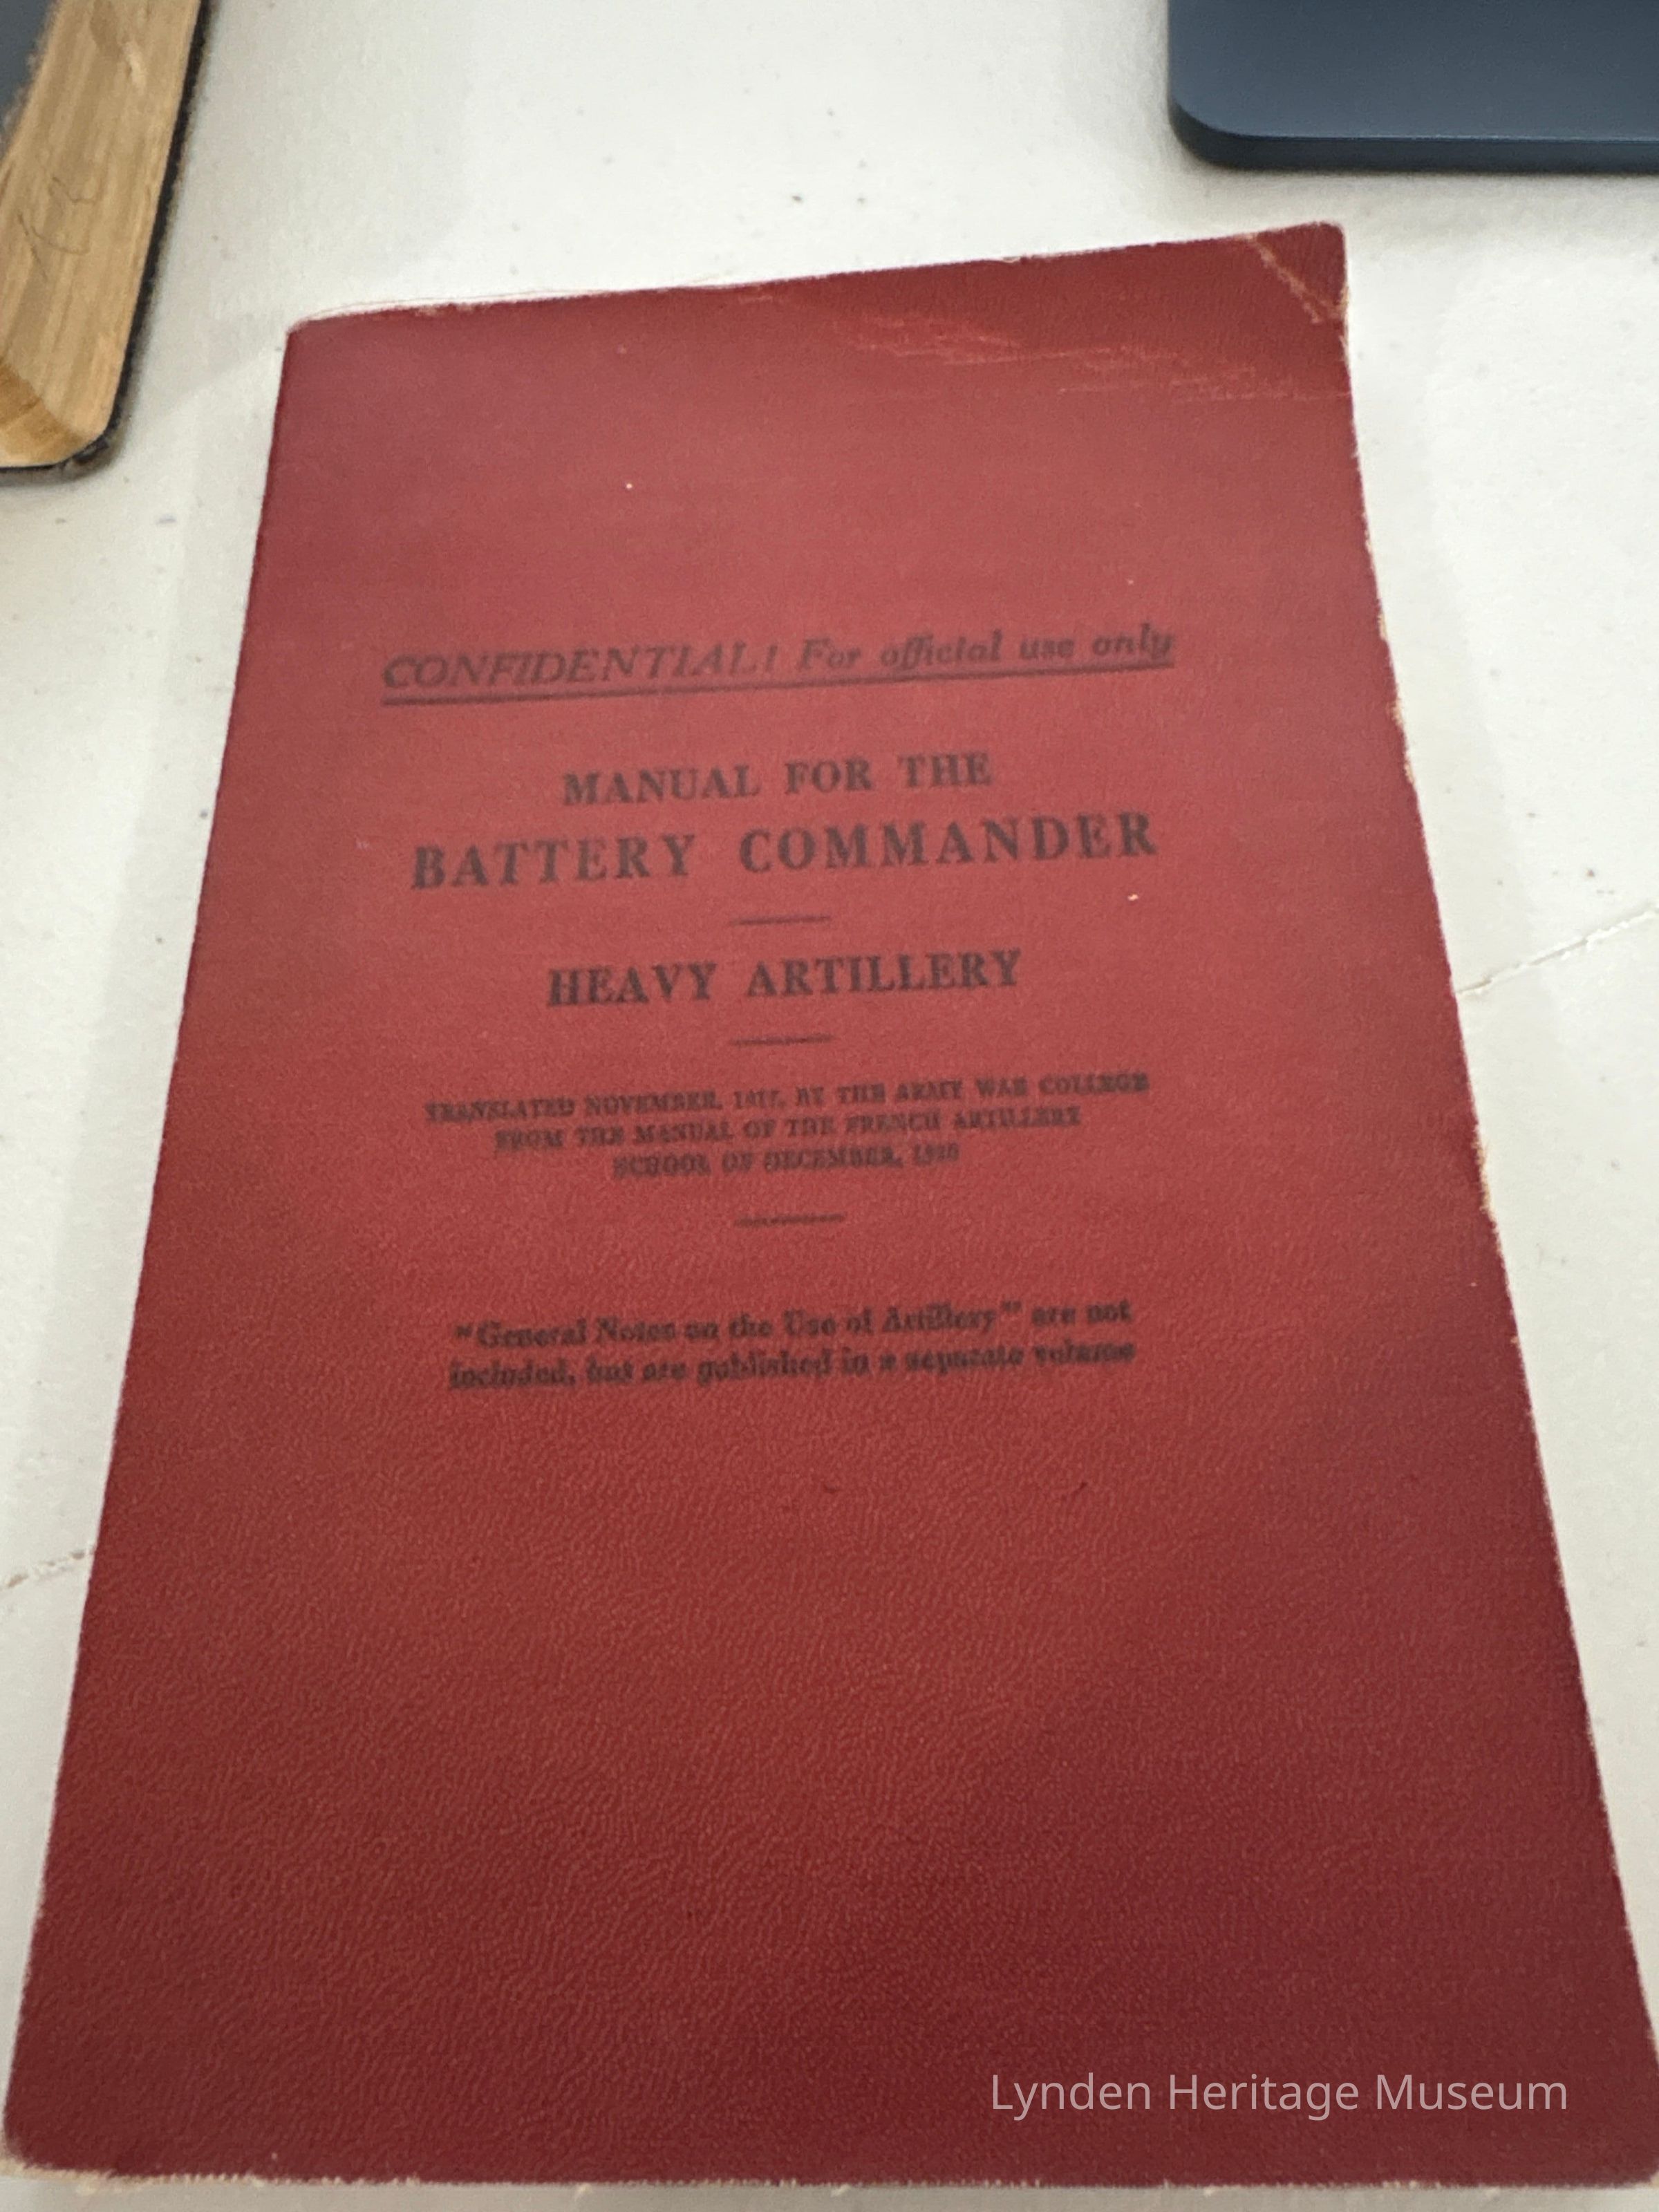 CONFIDENTIAL! For official use only
MANUAL FOR THE
BATTERY COMMANDER
HEAVY ARTILLERY
TRANSLATED NOVEMBER, 1917, BY THE ARMY WAR COLLEGE
FROM THE MANUAL OF THE FRENCH ARTILLERY
SCHOOL OF DECEMBER,
"General Notes on the Use of Artillery" are not
included, but are published in a separate volume
Lynden Heritage Museum